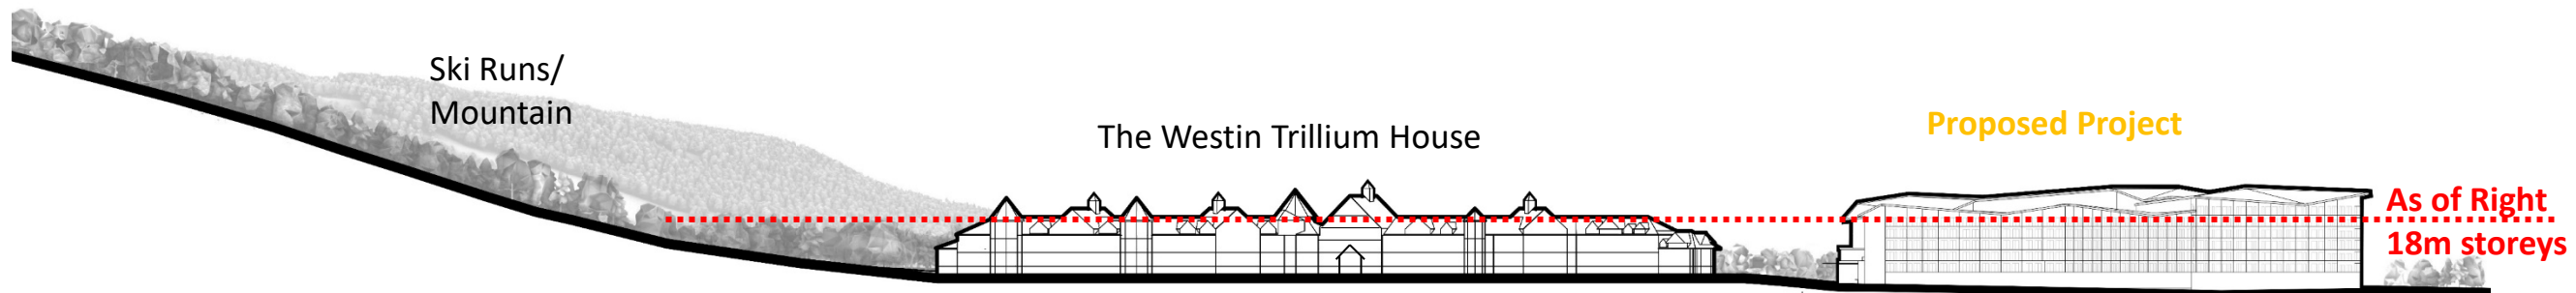 Ski Runs/
Mountain
The Westin Trillium House
Proposed Project
As of Right
18m storeys